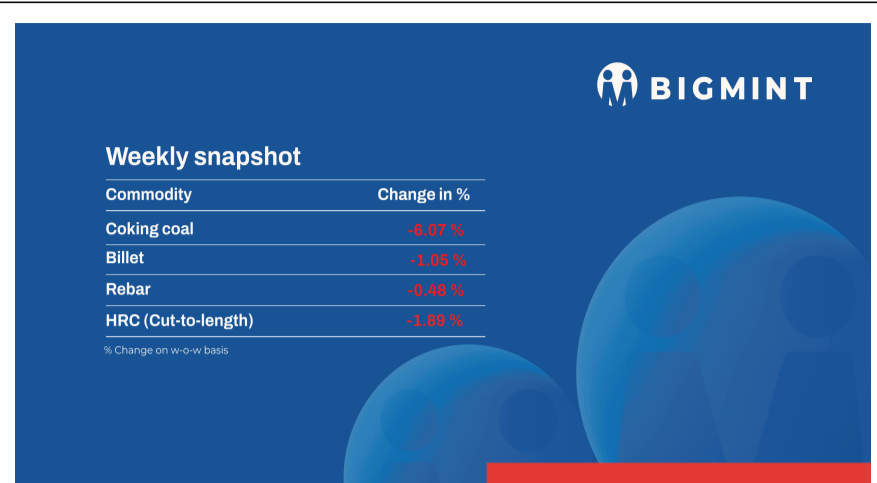 BIGMINT
Weekly snapshot
Commodity Change in %
Coking coal -6.07 %
Billet -1.05 %
Rebar -0.48 %
HRC (Cut-to-length) -1.89 %
% Change on w-o-w basis